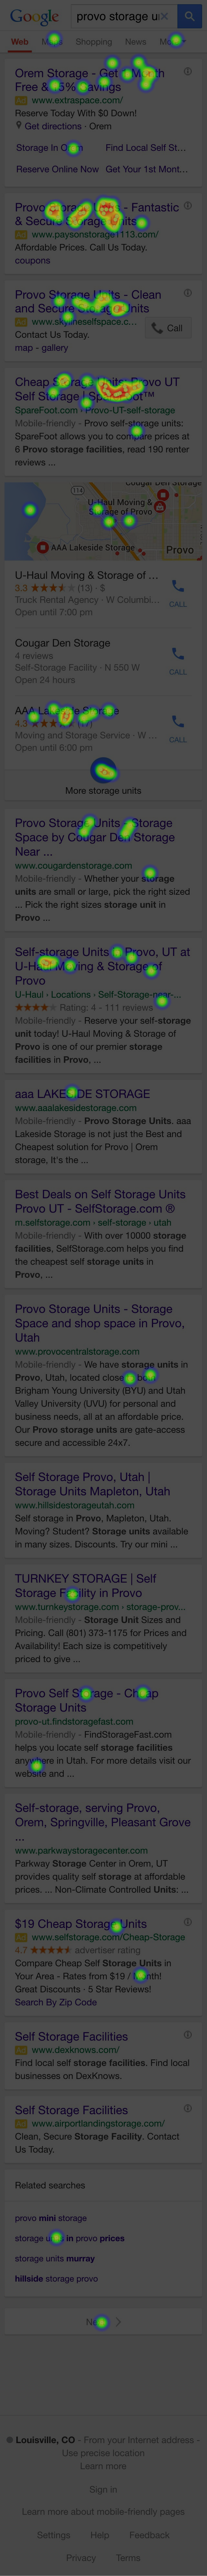 Google
provo storage u
Web
Shopping
News
Orem Storage - Get
Free &
Ad www.extraspace.com/
Reserve Today With $0 Down!
Get directions · Orem
Storage In
Find Local Self St...
Reserve Online Now
Get Your 1st Mont...
Fantastic
& Secure
Ad www.paysonstorage1113.com/
Affordable Prices. Call Us Today.
coupons
Provo Storage Units - Clean
and Secure Storage Units
Ad www.skylineselfspace.c...
Contact Us Today.
map - gallery
Call
Cheap Storage Units, Provo UT
Self Storage | SpareFoot™
SpareFoot.com › Provo-UT-self-storage
Mobile-friendly - Provo self-storage units:
SpareFoot allow you to compare prices at
6 Provo storage facilities, read 190 renter
reviews ...
114
U-Haul Moving &
Storage of Provo
AAA Lakeside Storage
Provo
U-Haul Moving & Storage of ...
3.3 (13) · $
Truck Rental Agency · W Columbi...
Open until 7:00 pm
CALL
Cougar Den Storage
4 reviews
Self-Storage Facility · N 550 W
Open 24 hours
CALL
AAA Lakeside Storage
4.3
Moving and Storage Service · W ...
Open until 6:00 pm
CALL
More storage units
Provo Storage Units - Storage
Space by Cougar Den Storage
Near ...
www.cougardenstorage.com
Mobile-friendly - Whether your storage
units are small or large, pick the right sized
... Pick the right sizes storage unit in
Provo ...
Self-storage Units in Provo, UT at
U-Haul Moving & Storage of
Provo
U-Haul › Locations › Self-Storage-near-...
Rating: 4 - 111 reviews
Mobile-friendly - Reserve your self-storage
unit today! U-Haul Moving & Storage of
Provo is one of our premier storage
facilities in Provo, ...
aaa LAKESIDE STORAGE
www.aaalakesidestorage.com
Mobile-friendly - Provo Storage Units. aaa
Lakeside Storage is not just the Best and
Cheapest solution for Provo | Orem
storage, It's the ...
Best Deals on Self Storage Units
Provo UT - SelfStorage.com ®
m.selfstorage.com › self-storage › utah
Mobile-friendly - With over 10000 storage
facilities, SelfStorage.com helps you find
the cheapest self storage units in
Provo, ...
Provo Storage Units - Storage
Space and shop space in Provo,
Utah
www.provocentralstorage.com
Mobile-friendly - We have storage units in
Provo, Utah, located close to both
Brigham Young University (BYU) and Utah
Valley University (UVU) for personal and
business needs, all at an affordable price.
Our Provo storage units are gate-access
secure and accessible 24x7.
Self Storage Provo, Utah |
Storage Units Mapleton, Utah
www.hillsidestorageutah.com
Self storage in Provo, Mapleton, Utah.
Moving? Student? Storage units available
in many sizes. Discounts. Try our mini ...
TURNKEY STORAGE | Self
Storage Facility in Provo
www.turnkeystorage.com › storage-prov...
Mobile-friendly - Storage Unit Sizes and
Pricing. Call (801) 373-1175 for Prices and
Availability! Each size is competitively
priced to give ...
Provo Self Storage - Cheap
Storage Units
provo-ut.findstoragefast.com
Mobile-friendly - FindStorageFast.com
helps you locate self storage facilities
anywhere in Utah. For more details visit our
website and ...
Self-storage, serving Provo,
Orem, Springville, Pleasant Grove
...
www.parkwaystoragecenter.com
Parkway Storage Center in Orem, UT
provides quality self storage at affordable
prices. ... Non-Climate Controlled Units: ...
$19 Cheap Storage Units
Ad www.selfstorage.com/Cheap-Storage
4.7 advertiser rating
Compare Cheap Self Storage Units in
Your Area - Rates from $19 / Month!
Great Discounts · 5 Star Reviews!
Search By Zip Code
Self Storage Facilities
Ad www.dexknows.com/
Find local self storage facilities. Find local
businesses on DexKnows.
Self Storage Facilities
Ad www.airportlandingstorage.com/
Clean, Secure Storage Facility. Contact
Us Today.
Related searches
provo mini storage
storage units in provo prices
storage units murray
hillside storage provo
Next
Louisville, CO - From your Internet address -
Use precise location
Learn more
Sign in
Learn more about mobile-friendly pages
Settings
Help
Feedback
Privacy
Terms